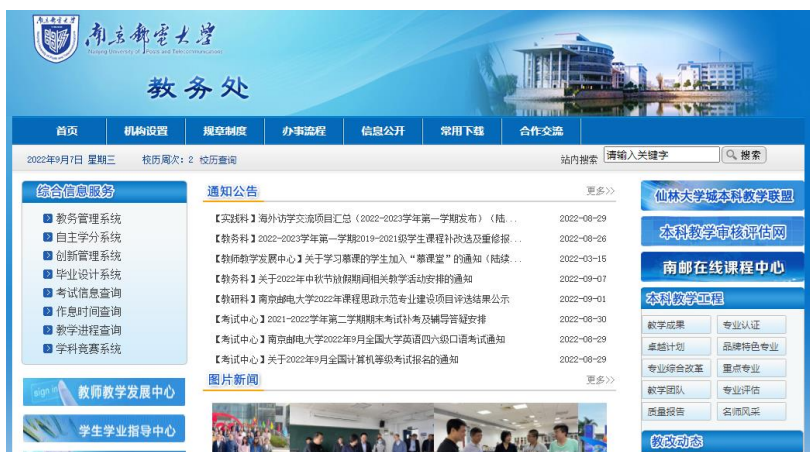 南京邮电大学
Nanjing University of Posts and Telecommunications
教务处
首页 机构设置 规章制度 办事流程 信息公开 常用下载 合作交流
2022年9月7日 星期三 校历周次：2 校历查询 站内搜索 请输入关键字 搜索
综合信息服务
教务管理系统
自主学分系统
创新管理系统
毕业设计系统
考试信息查询
作息时间查询
教学进程查询
学科竞赛系统
sign in 教师教学发展中心
学生学业指导中心
通知公告 更多>>
【实践科】海外访学交流项目汇总（2022-2023学年第一学期发布）（陆... 2022-08-29
【教务科】2022-2023学年第一学期2019-2021级学生课程补改选及重修报... 2022-08-26
【教师教学发展中心】关于学习慕课的学生加入“慕课堂”的通知（陆续... 2022-03-15
【教务科】关于2022年中秋节放假期间相关教学活动安排的通知 2022-09-07
【教研科】南京邮电大学2022年课程思政示范专业建设项目评选结果公示 2022-09-01
【考试中心】2021-2022学年第二学期期末考试补考及辅导答疑安排 2022-08-30
【考试中心】南京邮电大学2022年9月全国大学英语四六级口语考试通知 2022-08-29
【考试中心】关于2022年9月全国计算机等级考试报名的通知 2022-08-29
图片新闻 更多>>
仙林大学城本科教学联盟
本科教学审核评估网
南邮在线课程中心
本科教学工程
教学成果 专业认证
卓越计划 品牌特色专业
专业综合改革 重点专业
教学团队 专业评估
质量报告 名师风采
教改动态